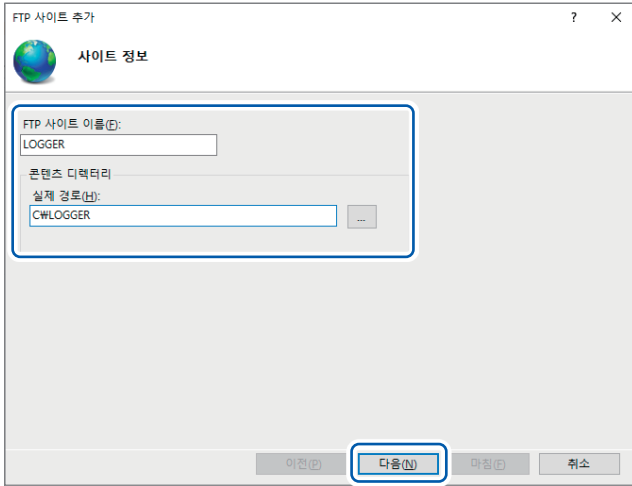 FTP 사이트 추가
?
사이트 정보
FTP 사이트 이름(F):
LOGGER
콘텐츠 디렉터리
실제 경로(H):
C₩LOGGER
...
이전(P) 다음(N) 마침(F) 취소